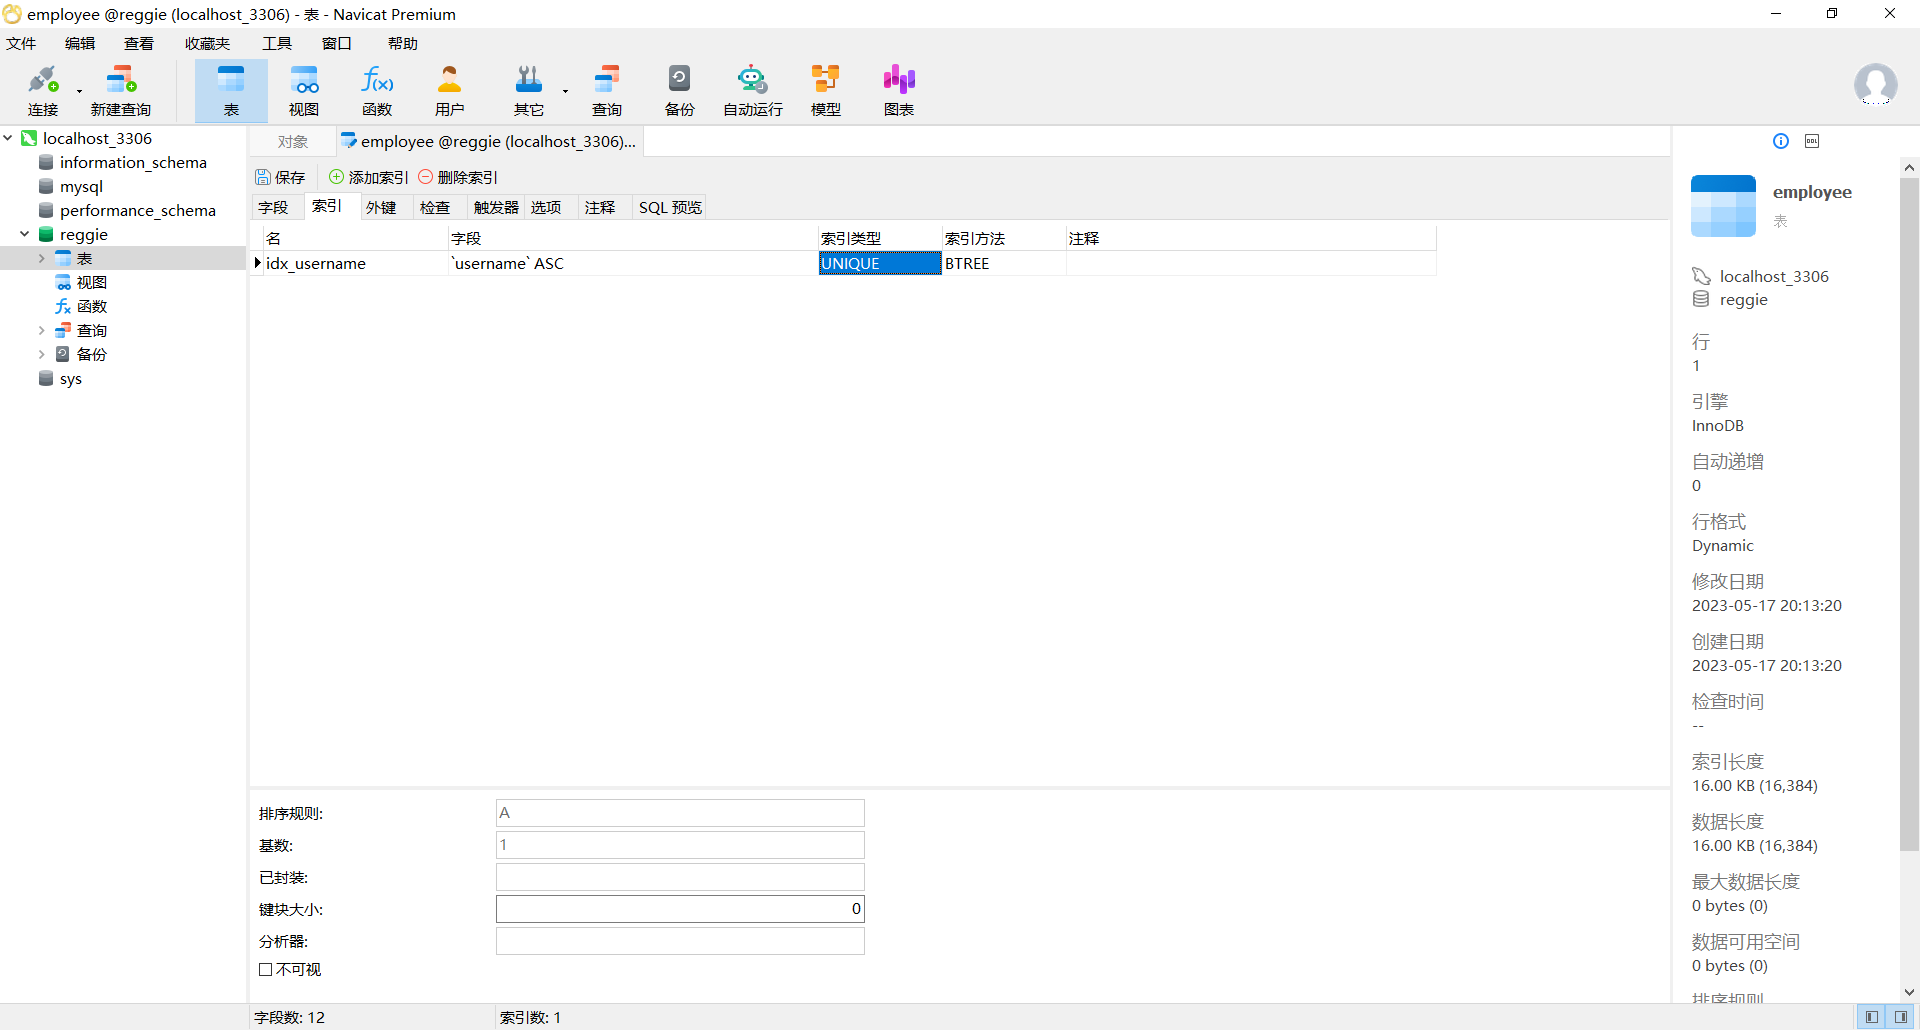 employee @reggie (localhost_3306) - 表 - Navicat Premium
文件 编辑 查看 收藏夹 工具 窗口 帮助
连接 新建查询 表 视图 函数 用户 其它 查询 备份 自动运行 模型 图表
localhost_3306
information_schema
mysql
performance_schema
reggie
表
视图
函数
查询
备份
sys
对象 employee @reggie (localhost_3306)...
保存 添加索引 删除索引
字段 索引 外键 检查 触发器 选项 注释 SQL 预览
名 字段 索引类型 索引方法 注释
idx_username `username` ASC UNIQUE BTREE
排序规则: A
基数: 1
已封装:
键块大小: 0
分析器:
不可视
employee
表
localhost_3306
reggie
行
1
引擎
InnoDB
自动递增
0
行格式
Dynamic
修改日期
2023-05-17 20:13:20
创建日期
2023-05-17 20:13:20
检查时间
--
索引长度
16.00 KB (16,384)
数据长度
16.00 KB (16,384)
最大数据长度
0 bytes (0)
数据可用空间
0 bytes (0)
排序规则
字段数: 12 索引数: 1